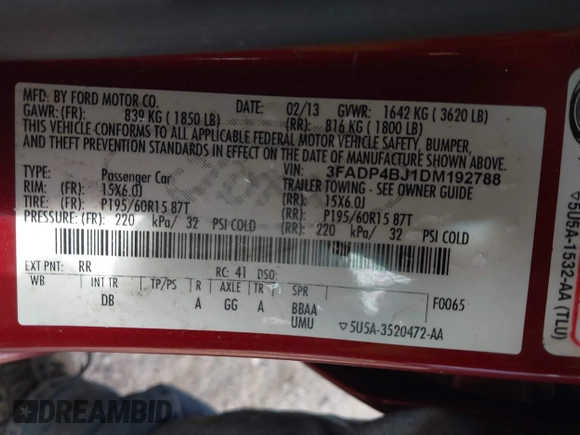 MFD. BY FORD MOTOR CO.
DATE: 02/13 GVWR: 1642 KG ( 3620 LB)
GAWR: (FR): 839 KG ( 1850 LB) (RR): 816 KG ( 1800 LB)
THIS VEHICLE CONFORMS TO ALL APPLICABLE FEDERAL MOTOR VEHICLE SAFETY, BUMPER,
AND THEFT PREVENTION STANDARDS IN EFFECT ON THE DATE OF MANUFACTURE SHOWN ABOVE.
VIN: 3FADP4BJ1DM192788
TYPE: Passenger Car TRAILER TOWING - SEE OWNER GUIDE
RIM: (FR): 15X6.0J (RR): 15X6.0J
TIRE: (FR): P195/60R15 87T (RR): P195/60R15 87T
PRESSURE: (FR): 220 kPa/ 32 PSI COLD (RR): 220 kPa/ 32 PSI COLD
EXT PNT: RR RC: 41 DSO:
WB INT TR TP/PS R AXLE TR SPR F0065
DB A GG A BBAA
UMU ▽5U5A-3520472-AA
▽5U5A-1532-AA (TLU)
DREAMBID